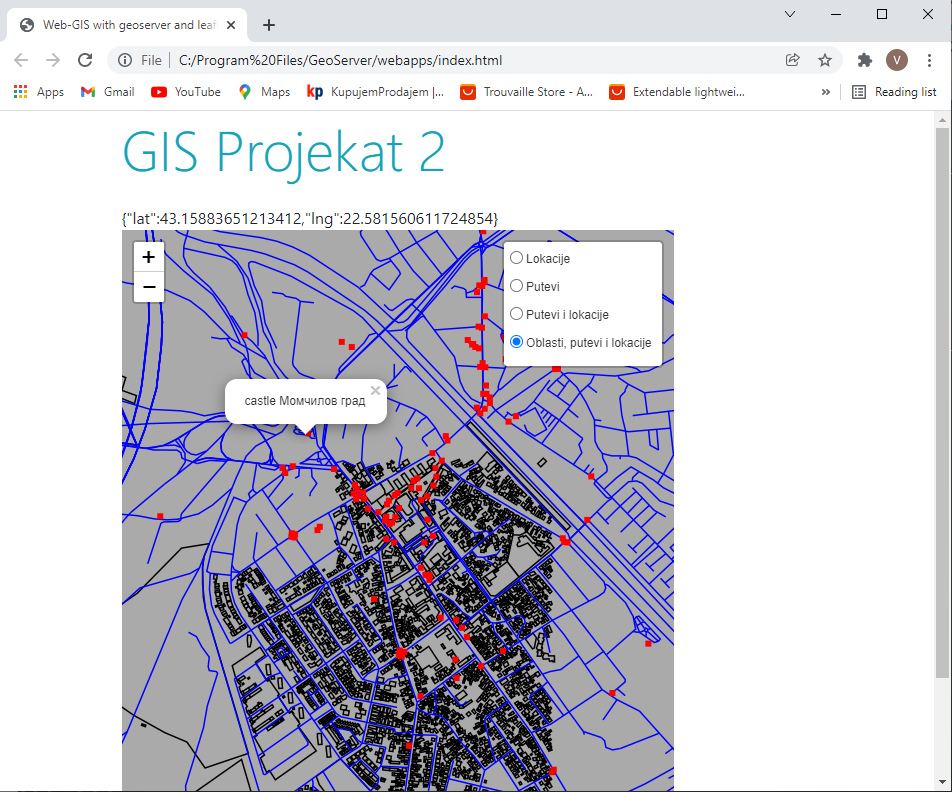 Web-GIS with geoserver and leaf
File
C:/Program%20Files/GeoServer/webapps/index.html
V
Apps
Gmail
YouTube
Maps
kp KupujemProdajem |...
Trouvaille Store - A...
Extendable lightwei...
»
Reading list
GIS Projekat 2
{"lat":43.15883651213412,"lng":22.581560611724854}
+
−
Lokacije
Putevi
Putevi i lokacije
Oblasti, putevi i lokacije
castle Момчилов град
×